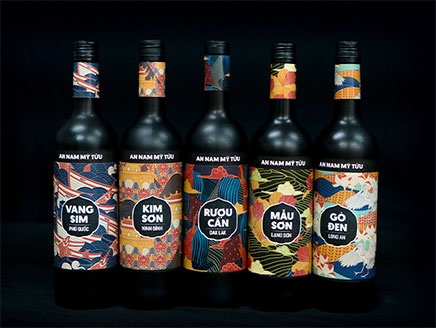 AN NAM MỸ TỬU
VANG
SIM
PHÚ QUỐC
AN NAM MỸ TỬU
KIM
SƠN
NINH BÌNH
AN NAM MỸ TỬU
RƯỢU
CẦN
DAK LAK
AN NAM MỸ TỬU
MẪU
SƠN
LẠNG SƠN
AN NAM MỸ TỬU
GÒ
ĐEN
LONG AN